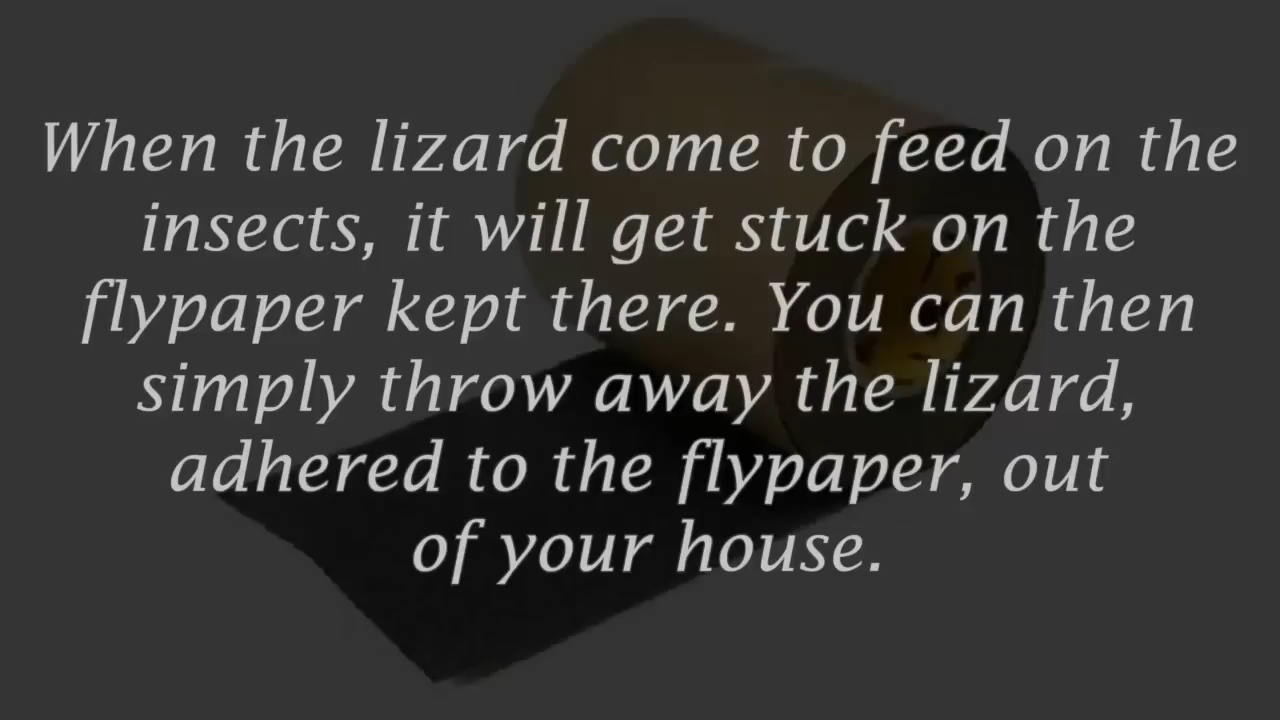 When the lizard come to feed on the
insects, it will get stuck on the
flypaper kept there. You can then
simply throw away the lizard,
adhered to the flypaper, out
of your house.